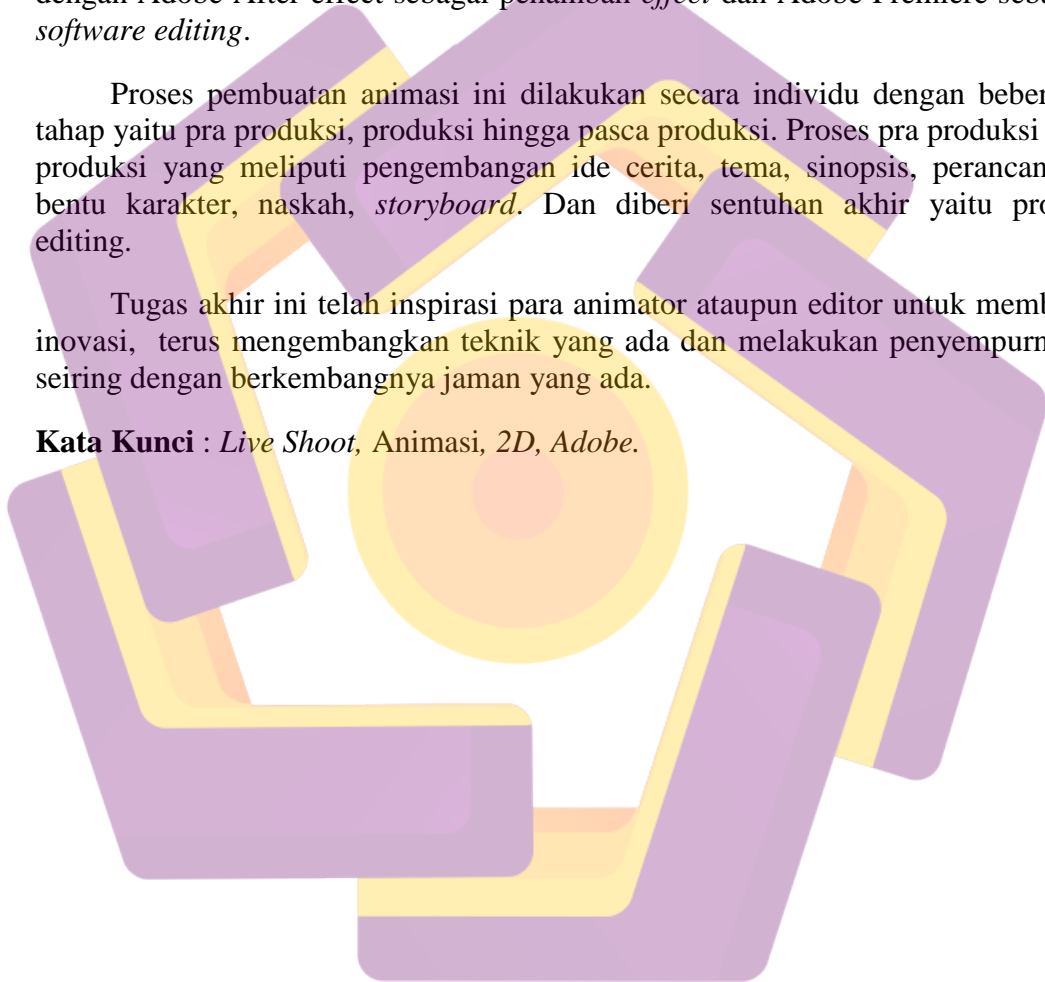 dengan Adobe After effect sebagai penamban effect dan Adobe Premiere seba
software editing.
Proses pembuatan animasi ini dilakukan secara individu dengan beber
tahap yaitu pra produksi, produksi hingga pasca produksi. Proses pra produksi
produksi yang meliputi pengembangan ide cerita, tema, sinopsis, perancan
bentu karakter, naskah, storyboard. Dan diberi sentuhan akhir yaitu pro
editing.
Tugas akhir ini telah inspirasi para animator ataupun editor untuk memb
inovasi, terus mengembangkan teknik yang ada dan melakukan penyempurn
seiring dengan berkembangnya jaman yang ada.
Kata Kunci : Live Shoot, Animasi, 2D, Adobe.